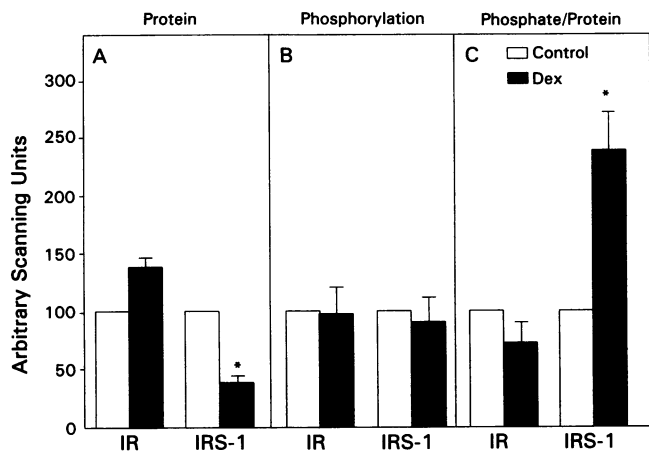 Protein Phosphorylation Phosphate/Protein
A B C
Control
Dex
Arbitrary Scanning Units
300
250
200
150
100
50
0
*
*
IR IRS-1 IR IRS-1 IR IRS-1